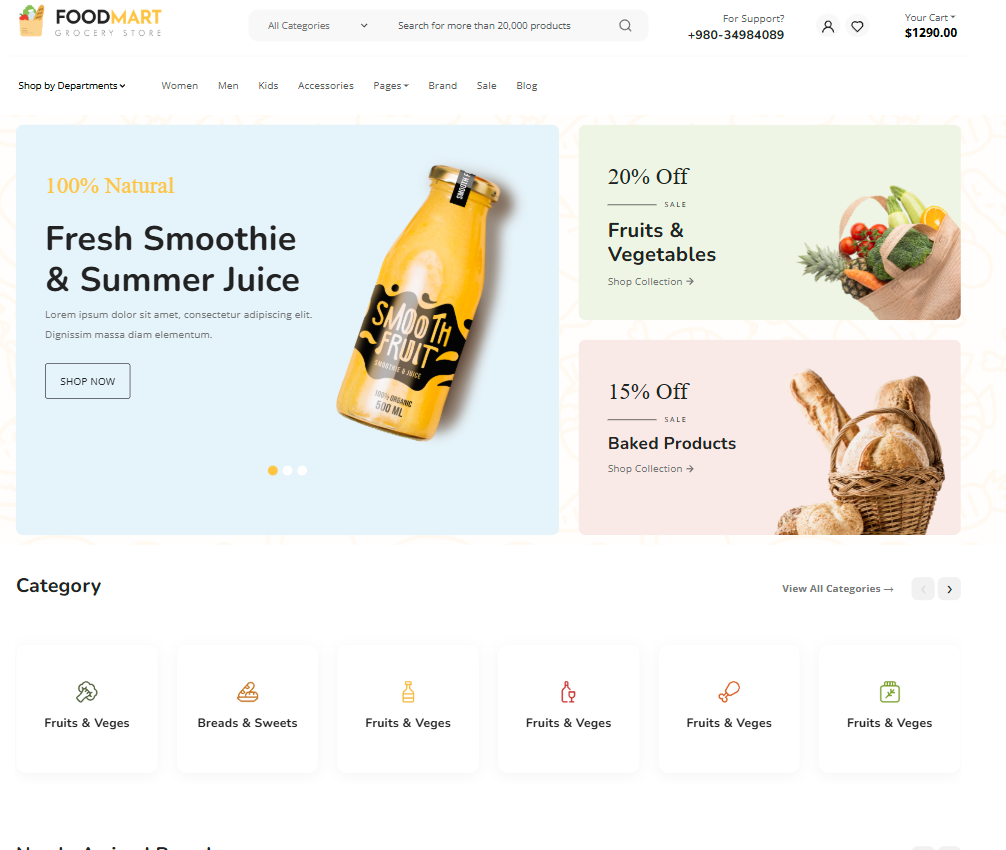 FOODMART
GROCERY STORE
All Categories
Search for more than 20,000 products
For Support?
+980-34984089
Your Cart
$1290.00
Shop by Departments
Women
Men
Kids
Accessories
Pages
Brand
Sale
Blog
100% Natural
Fresh Smoothie
& Summer Juice
Lorem ipsum dolor sit amet, consectetur adipiscing elit.
Dignissim massa diam elementum.
SHOP NOW
SMOOTH F
SMOOTH
FRUIT
SMOOTHIE & JUICE
100% ORGANIC
500 ML
20% Off
SALE
Fruits &
Vegetables
Shop Collection →
15% Off
SALE
Baked Products
Shop Collection →
Category
View All Categories →
Fruits & Veges
Breads & Sweets
Fruits & Veges
Fruits & Veges
Fruits & Veges
Fruits & Veges